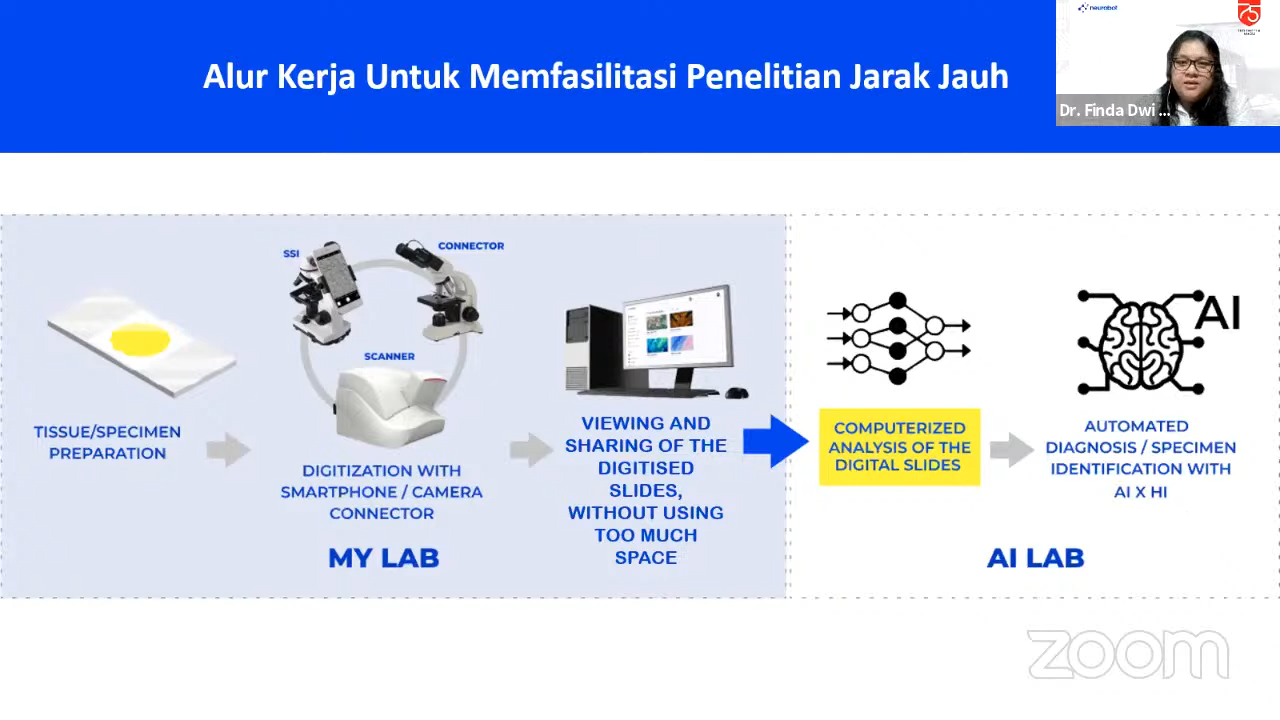 Alur Kerja Untuk Memfasilitasi Penelitian Jarak Jauh
neurabot
Dr. Finda Dwi ...
SSI
CONNECTOR
SCANNER
TISSUE/SPECIMEN
PREPARATION
DIGITIZATION WITH
SMARTPHONE / CAMERA
CONNECTOR
VIEWING AND
SHARING OF THE
DIGITISED
SLIDES,
WITHOUT USING
TOO MUCH
SPACE
MY LAB
COMPUTERIZED
ANALYSIS OF THE
DIGITAL SLIDES
AI
AUTOMATED
DIAGNOSIS / SPECIMEN
IDENTIFICATION WITH
AI X HI
AI LAB
zoom